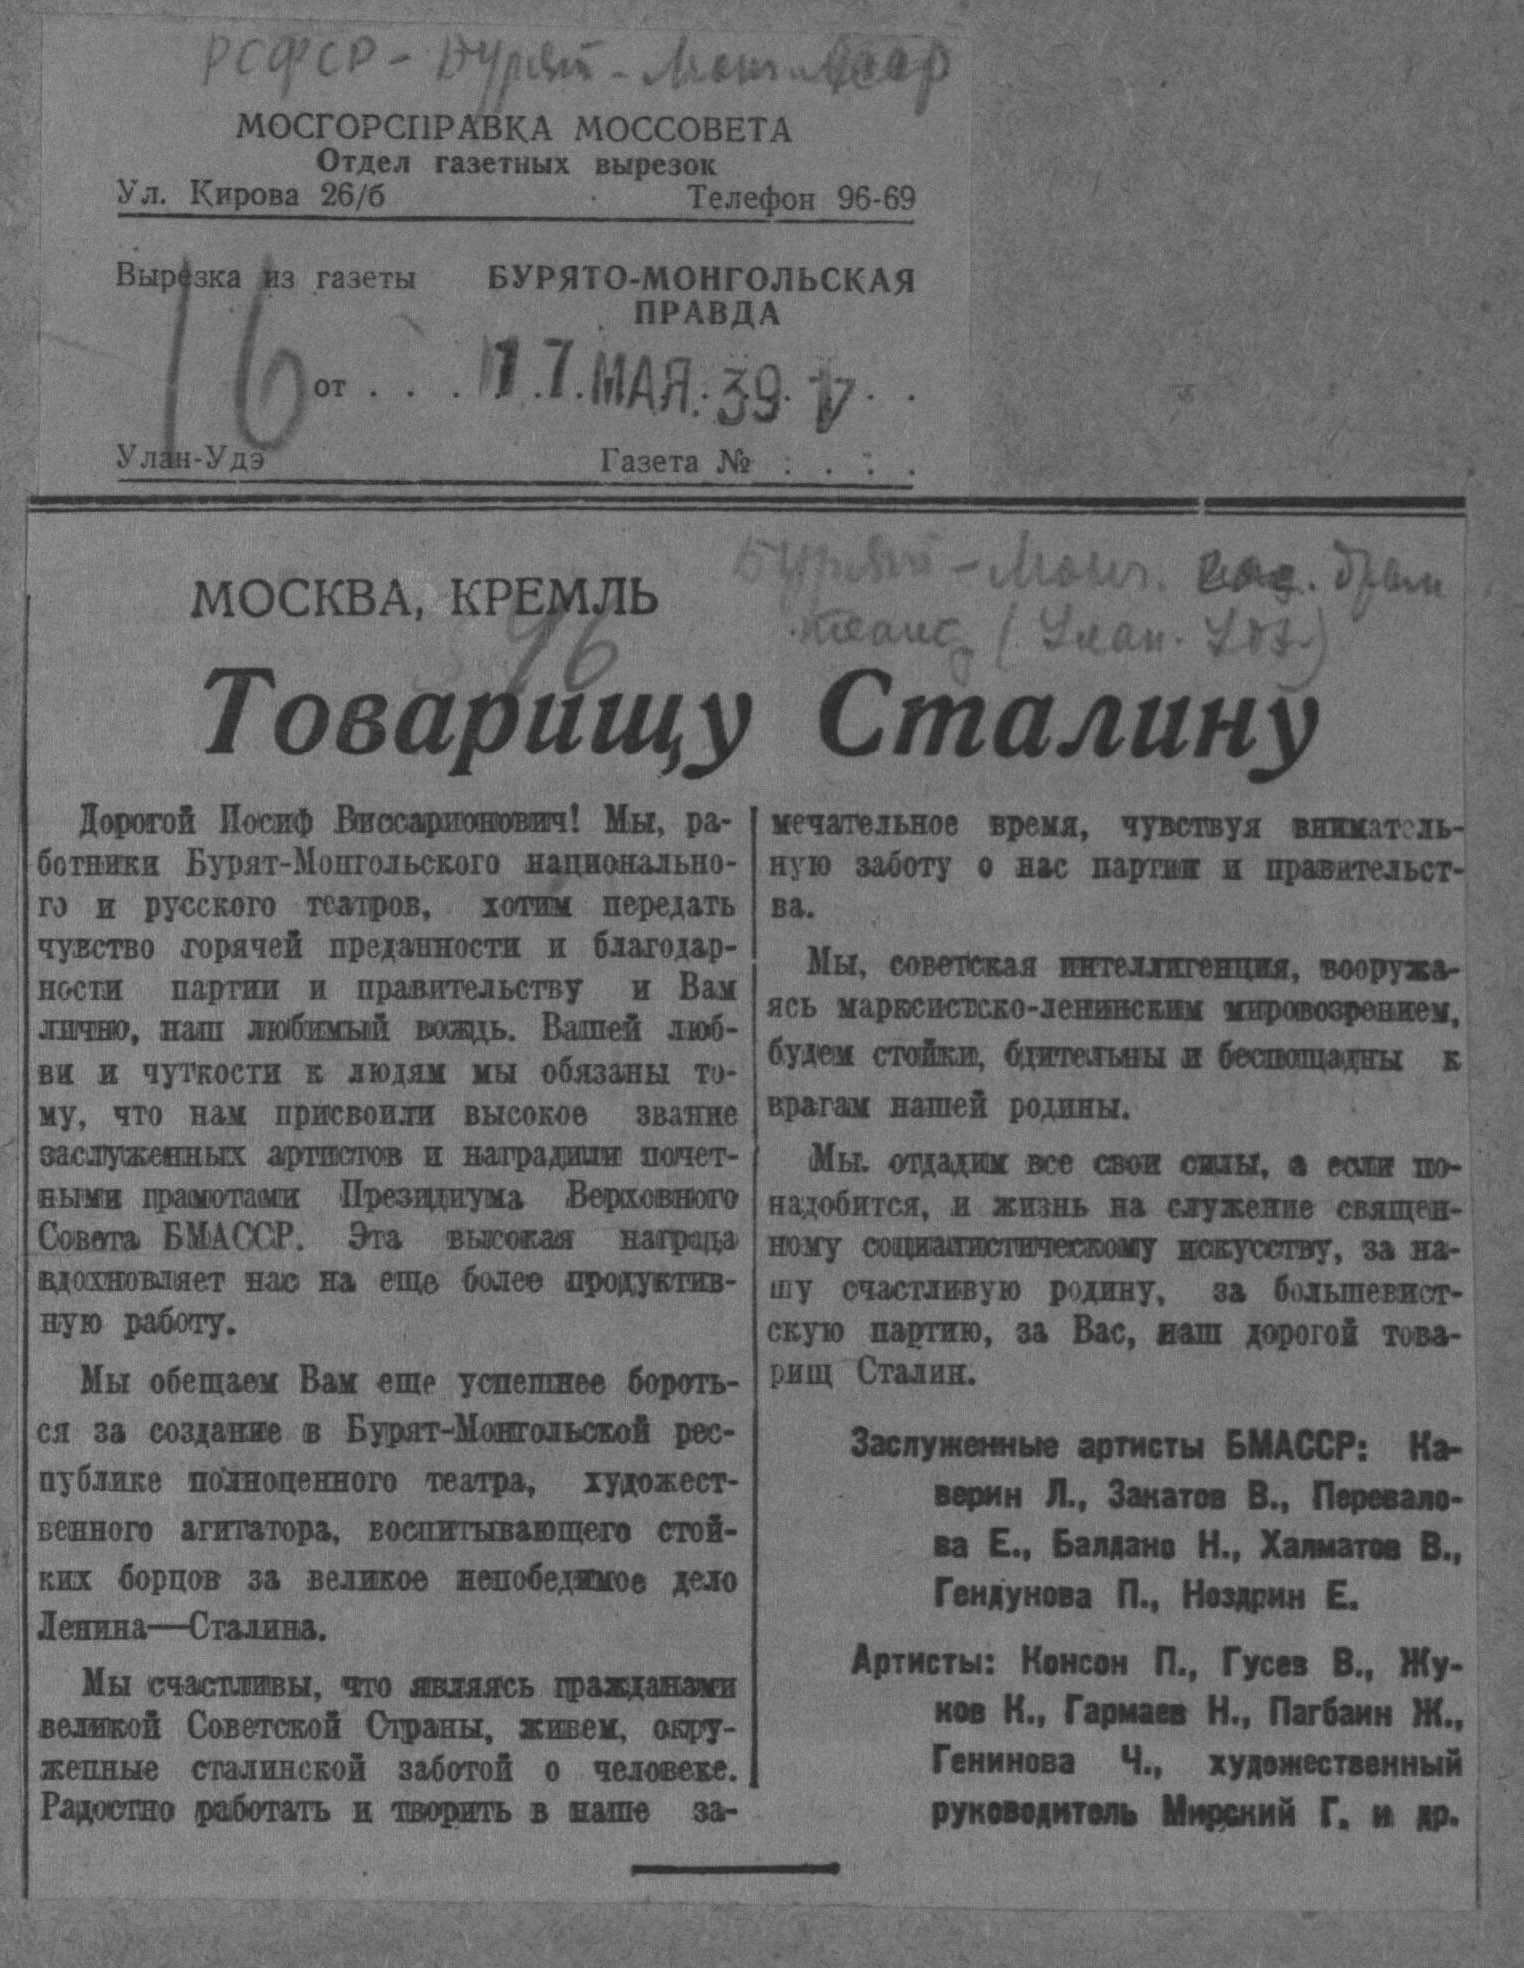 РСФСР - Бурят - Монг. АССР
МОСГОРСПРАВКА МОССОВЕТА
Отдел газетных вырезок
Ул. Кирова 26/б Телефон 96-69
Вырезка из газеты БУРЯТО-МОНГОЛЬСКАЯ
ПРАВДА
16
от . . . 17 МАЯ. 39 . . .
Улан-Удэ Газета № . . . .
Бурят - Монг. гос. драм
театр (Улан-Удэ)
МОСКВА, КРЕМЛЬ
96
Товарищу Сталину
Дорогой Иосиф Виссарионович! Мы, ра-
ботники Бурят-Монгольского национально-
го и русского театров, хотим передать
чувство горячей преданности и благодар-
ности партии и правительству и Вам
лично, наш любимый вождь. Вашей люб-
ви и чуткости к людям мы обязаны то-
му, что нам присвоили высокое звание
заслуженных артистов и наградили почет-
ными грамотами Президиума Верховного
Совета БМАССР. Эта высокая награда
вдохновляет нас на еще более продуктив-
ную работу.
Мы обещаем Вам еще успешнее бороть-
ся за создание в Бурят-Монгольской рес-
публике полноценного театра, художест-
венного агитатора, воспитывающего стой-
ких борцов за великое непобедимое дело
Ленина—Сталина.
Мы счастливы, что являясь гражданами
великой Советской Страны, живем, окру-
женные сталинской заботой о человеке.
Радостно работать и творить в наше за-
мечательное время, чувствуя вниматель-
ную заботу о нас партии и правительст-
ва.
Мы, советская интеллигенция, вооружа-
ясь марксистско-ленинским мировозрением,
будем стойки, бдительны и беспощадны к
врагам нашей родины.
Мы. отдадим все свои силы, а если по-
надобится, и жизнь на служение священ-
ному социалистическому искусству, за на-
шу счастливую родину, за большевист-
скую партию, за Вас, наш дорогой това-
рищ Сталин.
Заслуженные артисты БМАССР: Ка-
верин Л., Закатов В., Перевало-
ва Е., Балдано Н., Халматов В.,
Гендунова П., Ноздрин Е.
Артисты: Консон П., Гусев В., Жу-
ков К., Гармаев Н., Пагбаин Ж.,
Генинова Ч., художественный
руководитель Мирский Г. и др.